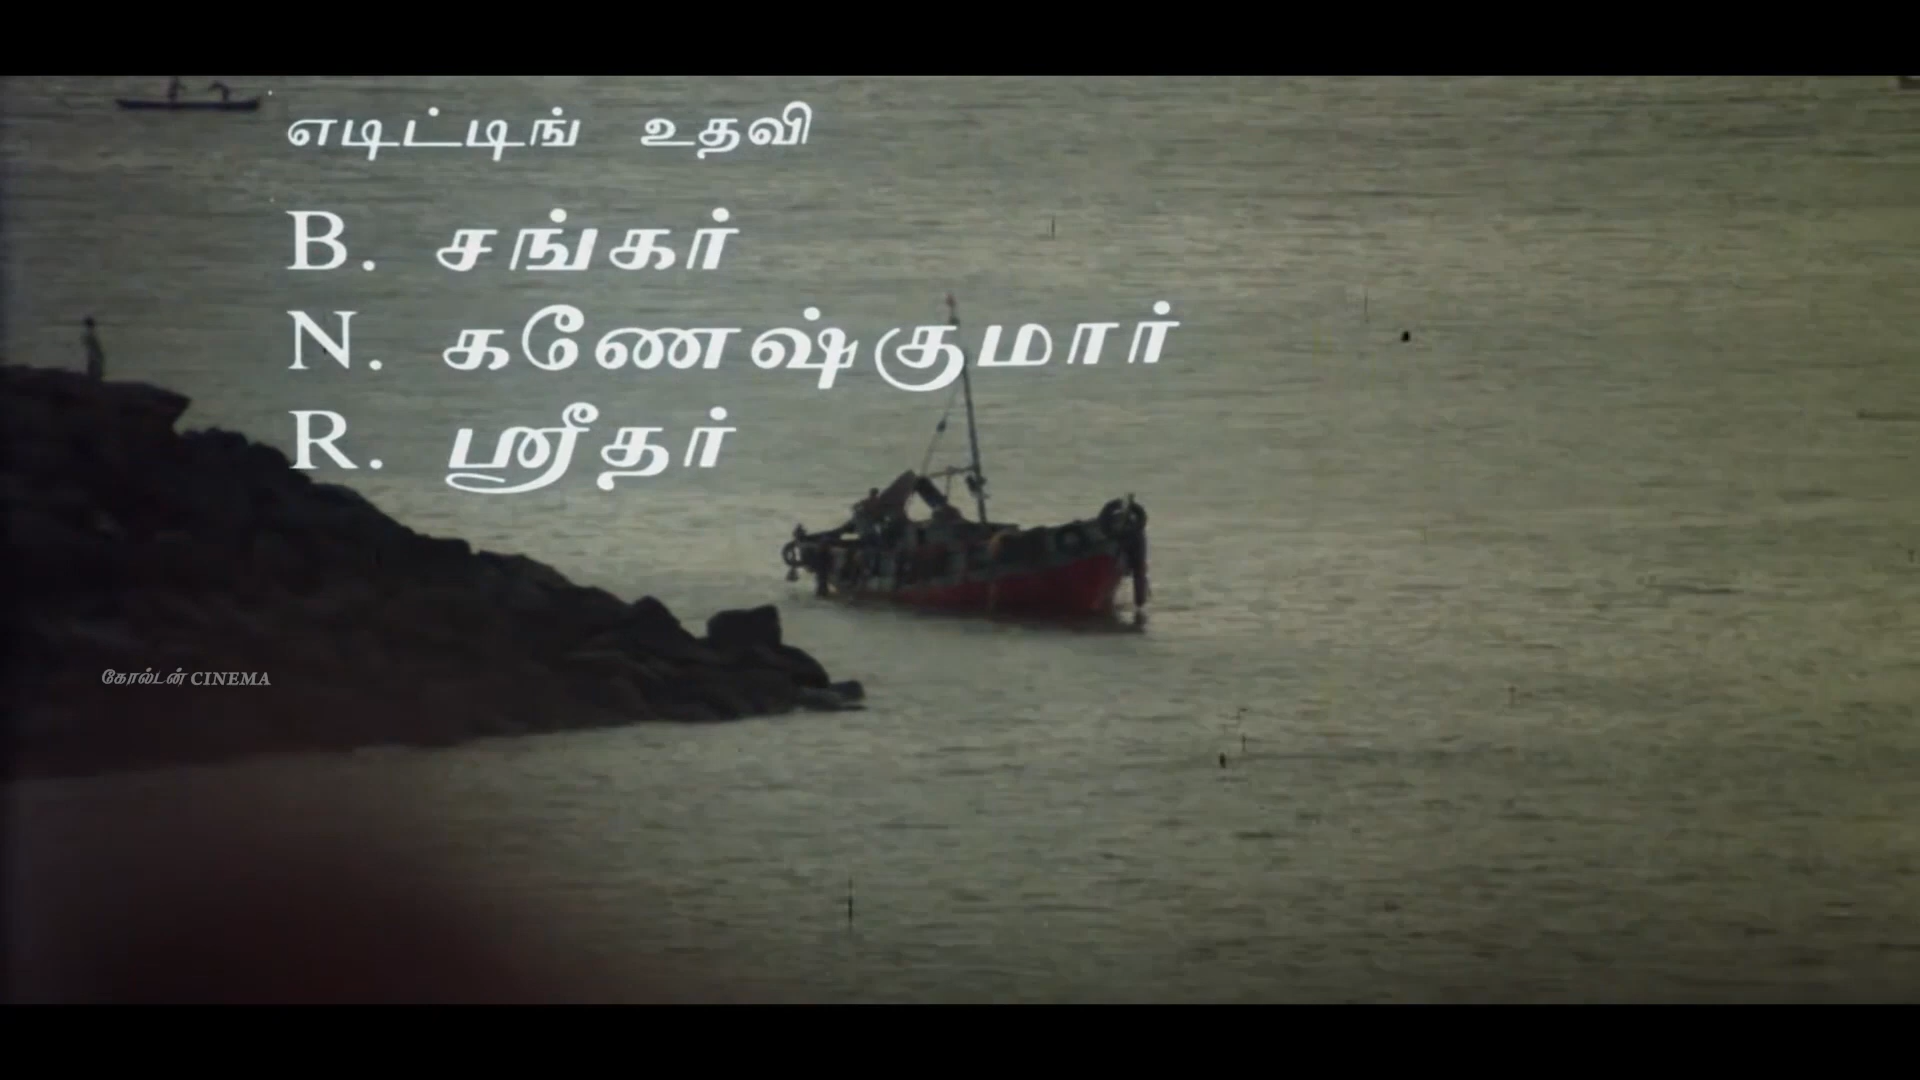 எடிட்டிங் உதவி
B. சங்கர்
N. கணேஷ்குமார்
R. ஸ்ரீதர்
கோல்டன் CINEMA